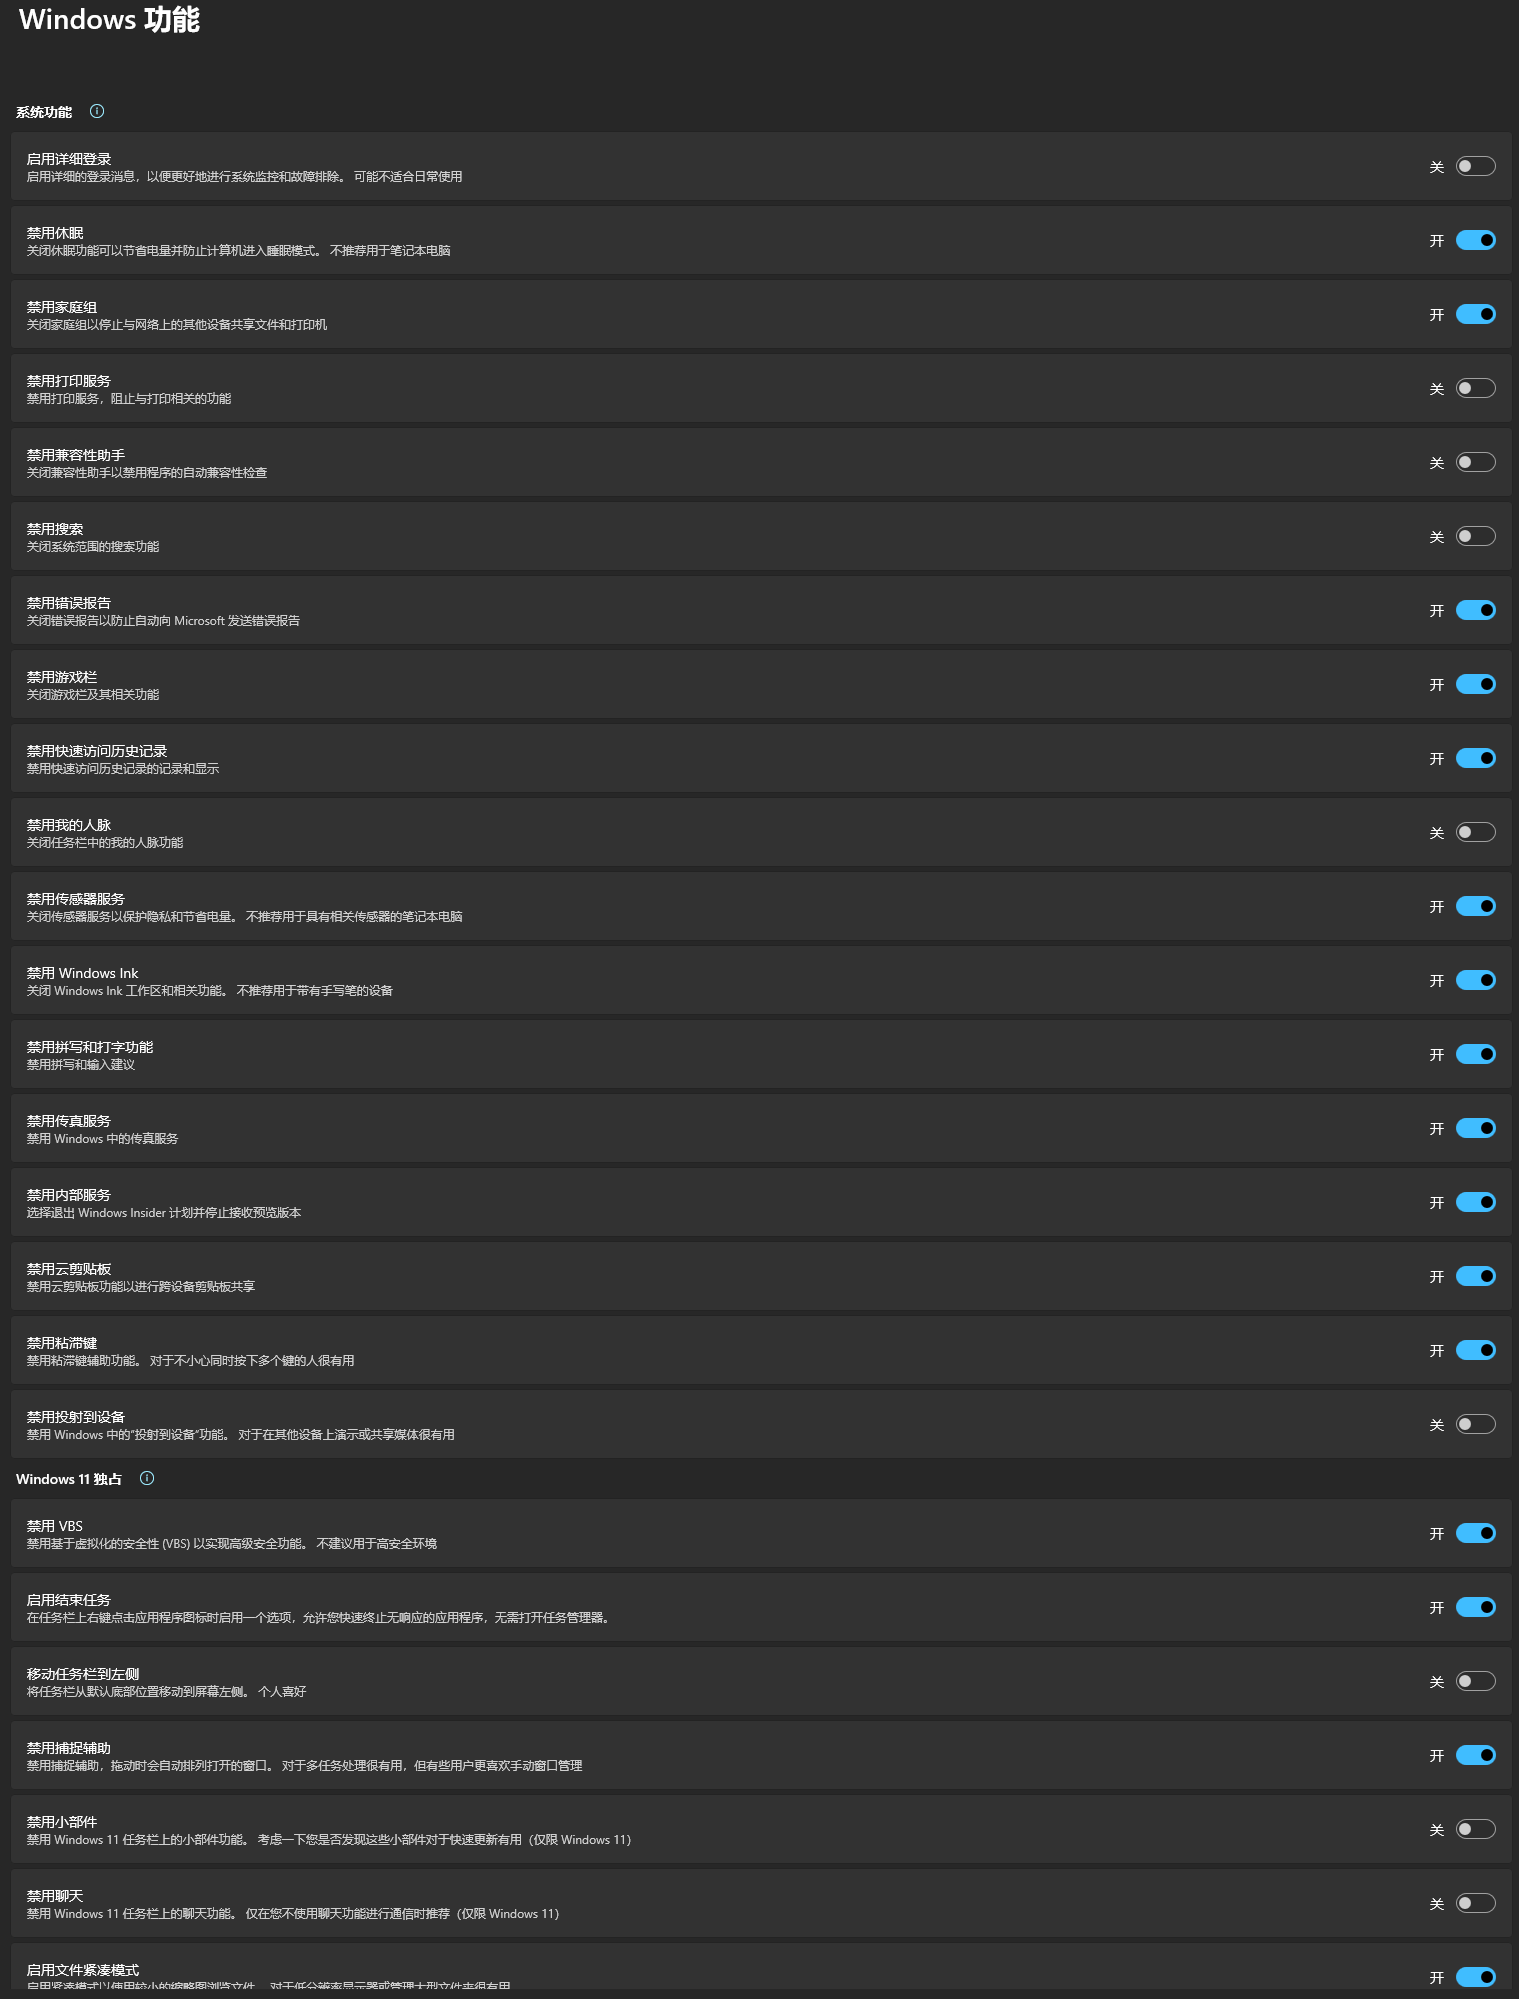 Windows 功能
系统功能
启用详细登录
关
启用详细的登录消息，以便更好地进行系统监控和故障排除。 可能不适合日常使用
禁用休眠
开
关闭休眠功能可以节省电量并防止计算机进入睡眠模式。 不推荐用于笔记本电脑
禁用家庭组
开
关闭家庭组以停止与网络上的其他设备共享文件和打印机
禁用打印服务
关
禁用打印服务，阻止与打印相关的功能
禁用兼容性助手
关
关闭兼容性助手以禁用程序的自动兼容性检查
禁用搜索
关
关闭系统范围的搜索功能
禁用错误报告
开
关闭错误报告以防止自动向 Microsoft 发送错误报告
禁用游戏栏
开
关闭游戏栏及其相关功能
禁用快速访问历史记录
开
禁用快速访问历史记录的记录和显示
禁用我的人脉
关
关闭任务栏中的我的人脉功能
禁用传感器服务
开
关闭传感器服务以保护隐私和节省电量。 不推荐用于具有相关传感器的笔记本电脑
禁用 Windows Ink
开
关闭 Windows Ink 工作区和相关功能。 不推荐用于带有手写笔的设备
禁用拼写和打字功能
开
禁用拼写和输入建议
禁用传真服务
开
禁用 Windows 中的传真服务
禁用内部服务
开
选择退出 Windows Insider 计划并停止接收预览版本
禁用云剪贴板
开
禁用云剪贴板功能以进行跨设备剪贴板共享
禁用粘滞键
开
禁用粘滞键辅助功能。 对于不小心同时按下多个键的人很有用
禁用投射到设备
关
禁用 Windows 中的“投射到设备”功能。 对于在其他设备上演示或共享媒体很有用
Windows 11 独占
禁用 VBS
开
禁用基于虚拟化的安全性 (VBS) 以实现高级安全功能。 不建议用于高安全环境
启用结束任务
开
在任务栏上右键点击应用程序图标时启用一个选项，允许您快速终止无响应的应用程序，无需打开任务管理器。
移动任务栏到左侧
关
将任务栏从默认底部位置移动到屏幕左侧。 个人喜好
禁用捕捉辅助
开
禁用捕捉辅助，拖动时会自动排列打开的窗口。 对于多任务处理很有用，但有些用户更喜欢手动窗口管理
禁用小部件
关
禁用 Windows 11 任务栏上的小部件功能。 考虑一下您是否发现这些小部件对于快速更新有用（仅限 Windows 11）
禁用聊天
关
禁用 Windows 11 任务栏上的聊天功能。 仅在您不使用聊天功能进行通信时推荐（仅限 Windows 11）
启用文件紧凑模式
开
启用紧凑模式以使用较小的缩略图浏览文件。 对于低分辨率显示器或管理大型文件夹很有用